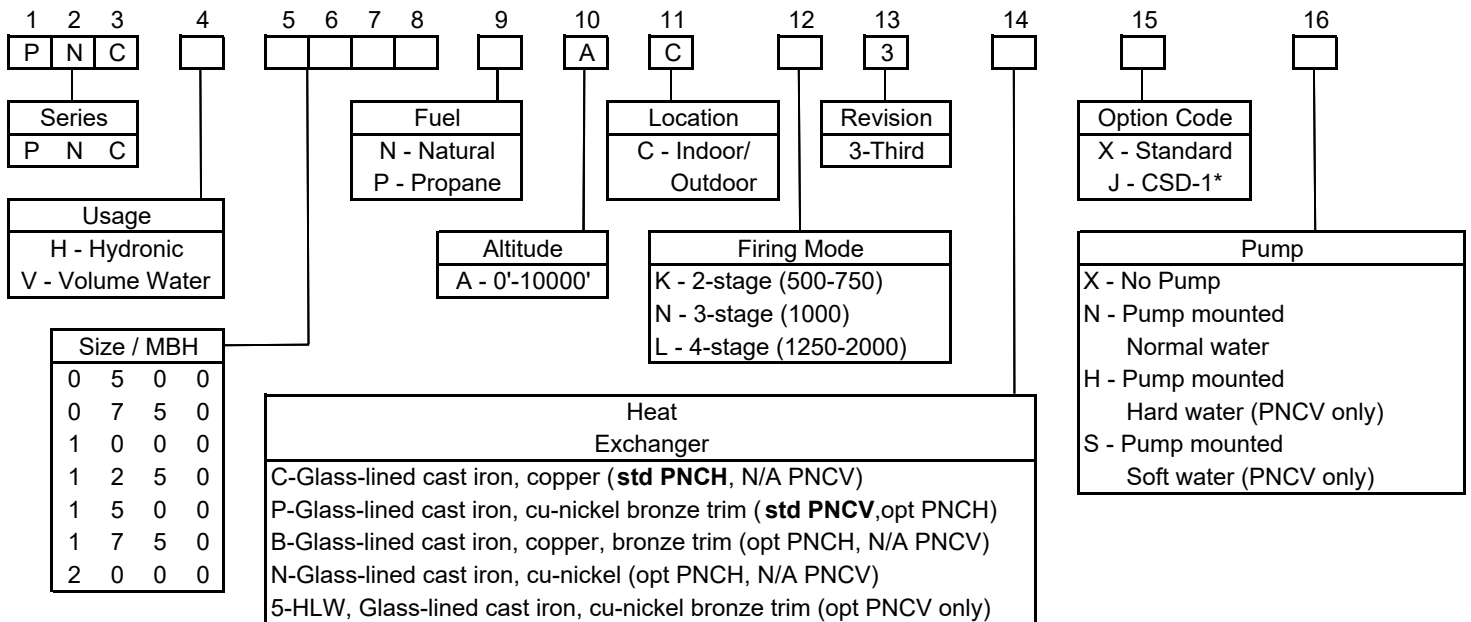 1 2 3 4 5 6 7 8 9 10 11 12 13 14 15 16
P N C A C 3
Series
P N C
Fuel
N - Natural
P - Propane
Location
C - Indoor/
Outdoor
Revision
3-Third
Option Code
X - Standard
J - CSD-1*
Usage
H - Hydronic
V - Volume Water
Altitude
A - 0'-10000'
Firing Mode
K - 2-stage (500-750)
N - 3-stage (1000)
L - 4-stage (1250-2000)
Pump
X - No Pump
N - Pump mounted
Normal water
H - Pump mounted
Hard water (PNCV only)
S - Pump mounted
Soft water (PNCV only)
Size / MBH
0 5 0 0
0 7 5 0
1 0 0 0
1 2 5 0
1 5 0 0
1 7 5 0
2 0 0 0
Heat
Exchanger
C-Glass-lined cast iron, copper (std PNCH, N/A PNCV)
P-Glass-lined cast iron, cu-nickel bronze trim (std PNCV,opt PNCH)
B-Glass-lined cast iron, copper, bronze trim (opt PNCH, N/A PNCV)
N-Glass-lined cast iron, cu-nickel (opt PNCH, N/A PNCV)
5-HLW, Glass-lined cast iron, cu-nickel bronze trim (opt PNCV only)